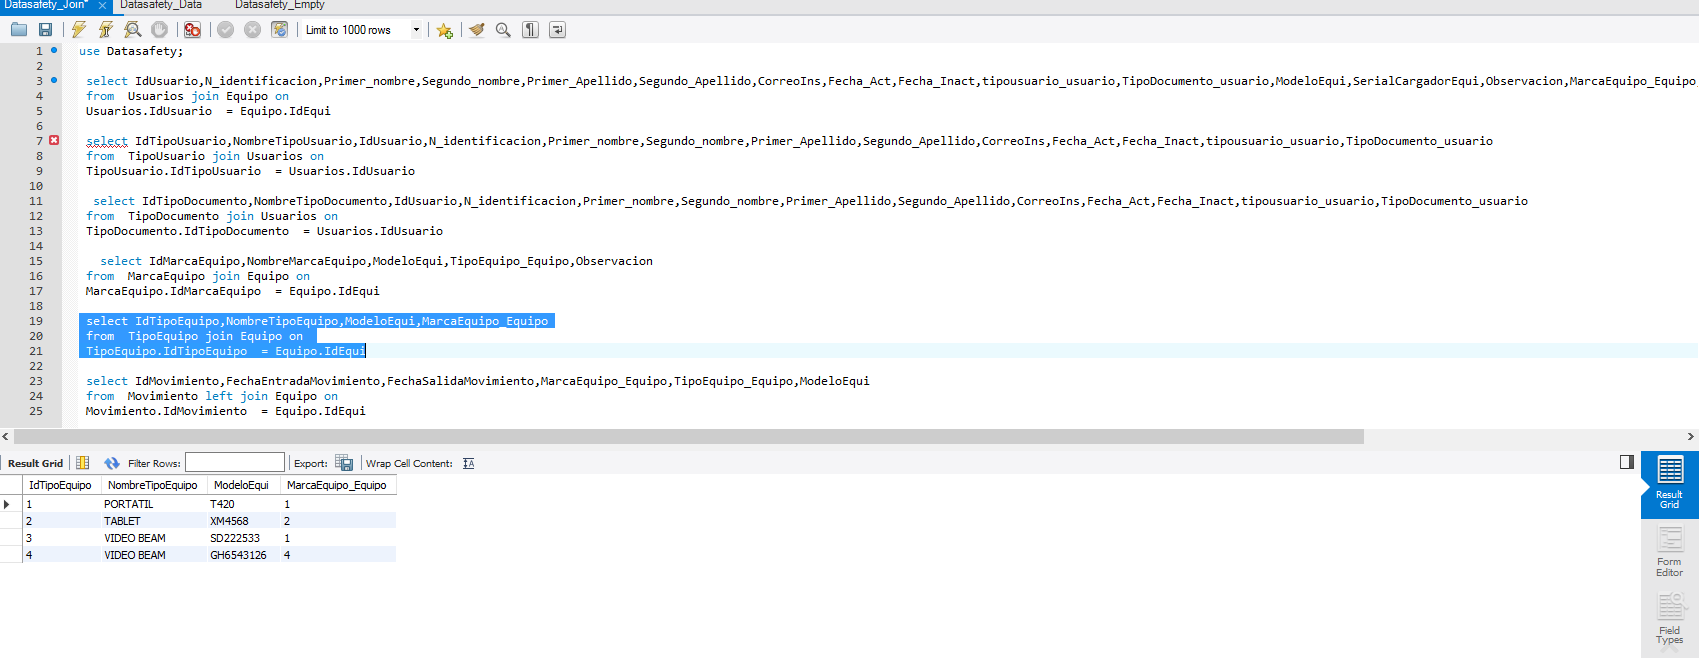 Datasafety_Join* × Datasafety_Data Datasafety_Empty
Limit to 1000 rows
1 use Datasafety;
2
3 select IdUsuario,N_identificacion,Primer_nombre,Segundo_nombre,Primer_Apellido,Segundo_Apellido,CorreoIns,Fecha_Act,Fecha_Inact,tipousuario_usuario,TipoDocumento_usuario,ModeloEqui,SerialCargadorEqui,Observacion,MarcaEquipo_Equipo,
4 from Usuarios join Equipo on
5 Usuarios.IdUsuario = Equipo.IdEqui
6
7 select IdTipoUsuario,NombreTipoUsuario,IdUsuario,N_identificacion,Primer_nombre,Segundo_nombre,Primer_Apellido,Segundo_Apellido,CorreoIns,Fecha_Act,Fecha_Inact,tipousuario_usuario,TipoDocumento_usuario
8 from TipoUsuario join Usuarios on
9 TipoUsuario.IdTipoUsuario = Usuarios.IdUsuario
10
11 select IdTipoDocumento,NombreTipoDocumento,IdUsuario,N_identificacion,Primer_nombre,Segundo_nombre,Primer_Apellido,Segundo_Apellido,CorreoIns,Fecha_Act,Fecha_Inact,tipousuario_usuario,TipoDocumento_usuario
12 from TipoDocumento join Usuarios on
13 TipoDocumento.IdTipoDocumento = Usuarios.IdUsuario
14
15 select IdMarcaEquipo,NombreMarcaEquipo,ModeloEqui,TipoEquipo_Equipo,Observacion
16 from MarcaEquipo join Equipo on
17 MarcaEquipo.IdMarcaEquipo = Equipo.IdEqui
18
19 select IdTipoEquipo,NombreTipoEquipo,ModeloEqui,MarcaEquipo_Equipo
20 from TipoEquipo join Equipo on
21 TipoEquipo.IdTipoEquipo = Equipo.IdEqui
22
23 select IdMovimiento,FechaEntradaMovimiento,FechaSalidaMovimiento,MarcaEquipo_Equipo,TipoEquipo_Equipo,ModeloEqui
24 from Movimiento left join Equipo on
25 Movimiento.IdMovimiento = Equipo.IdEqui
Result Grid Filter Rows: Export: Wrap Cell Content:
IdTipoEquipo NombreTipoEquipo ModeloEqui MarcaEquipo_Equipo
1 PORTATIL T420 1
2 TABLET XM4568 2
3 VIDEO BEAM SD222533 1
4 VIDEO BEAM GH6543126 4
Result
Grid
Form
Editor
Field
Types